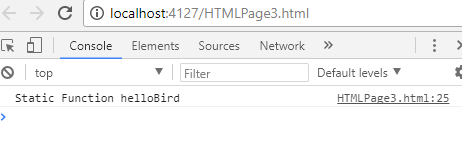 localhost:4127/HTMLPage3.html
Console Elements Sources Network »
top Filter Default levels
Static Function helloBird HTMLPage3.html:25